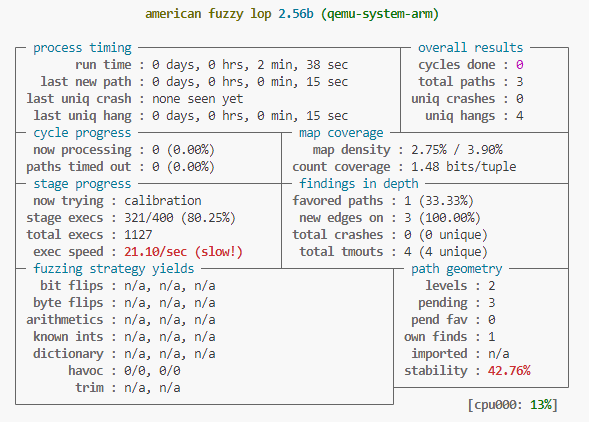 american fuzzy lop 2.56b (qemu-system-arm)
process timing overall results
run time : 0 days, 0 hrs, 2 min, 38 sec cycles done : 0
last new path : 0 days, 0 hrs, 0 min, 15 sec total paths : 3
last uniq crash : none seen yet uniq crashes : 0
last uniq hang : 0 days, 0 hrs, 0 min, 15 sec uniq hangs : 4
cycle progress map coverage
now processing : 0 (0.00%) map density : 2.75% / 3.90%
paths timed out : 0 (0.00%) count coverage : 1.48 bits/tuple
stage progress findings in depth
now trying : calibration favored paths : 1 (33.33%)
stage execs : 321/400 (80.25%) new edges on : 3 (100.00%)
total execs : 1127 total crashes : 0 (0 unique)
exec speed : 21.10/sec (slow!) total tmouts : 4 (4 unique)
fuzzing strategy yields path geometry
bit flips : n/a, n/a, n/a levels : 2
byte flips : n/a, n/a, n/a pending : 3
arithmetics : n/a, n/a, n/a pend fav : 0
known ints : n/a, n/a, n/a own finds : 1
dictionary : n/a, n/a, n/a imported : n/a
havoc : 0/0, 0/0 stability : 42.76%
trim : n/a, n/a
[cpu000: 13%]